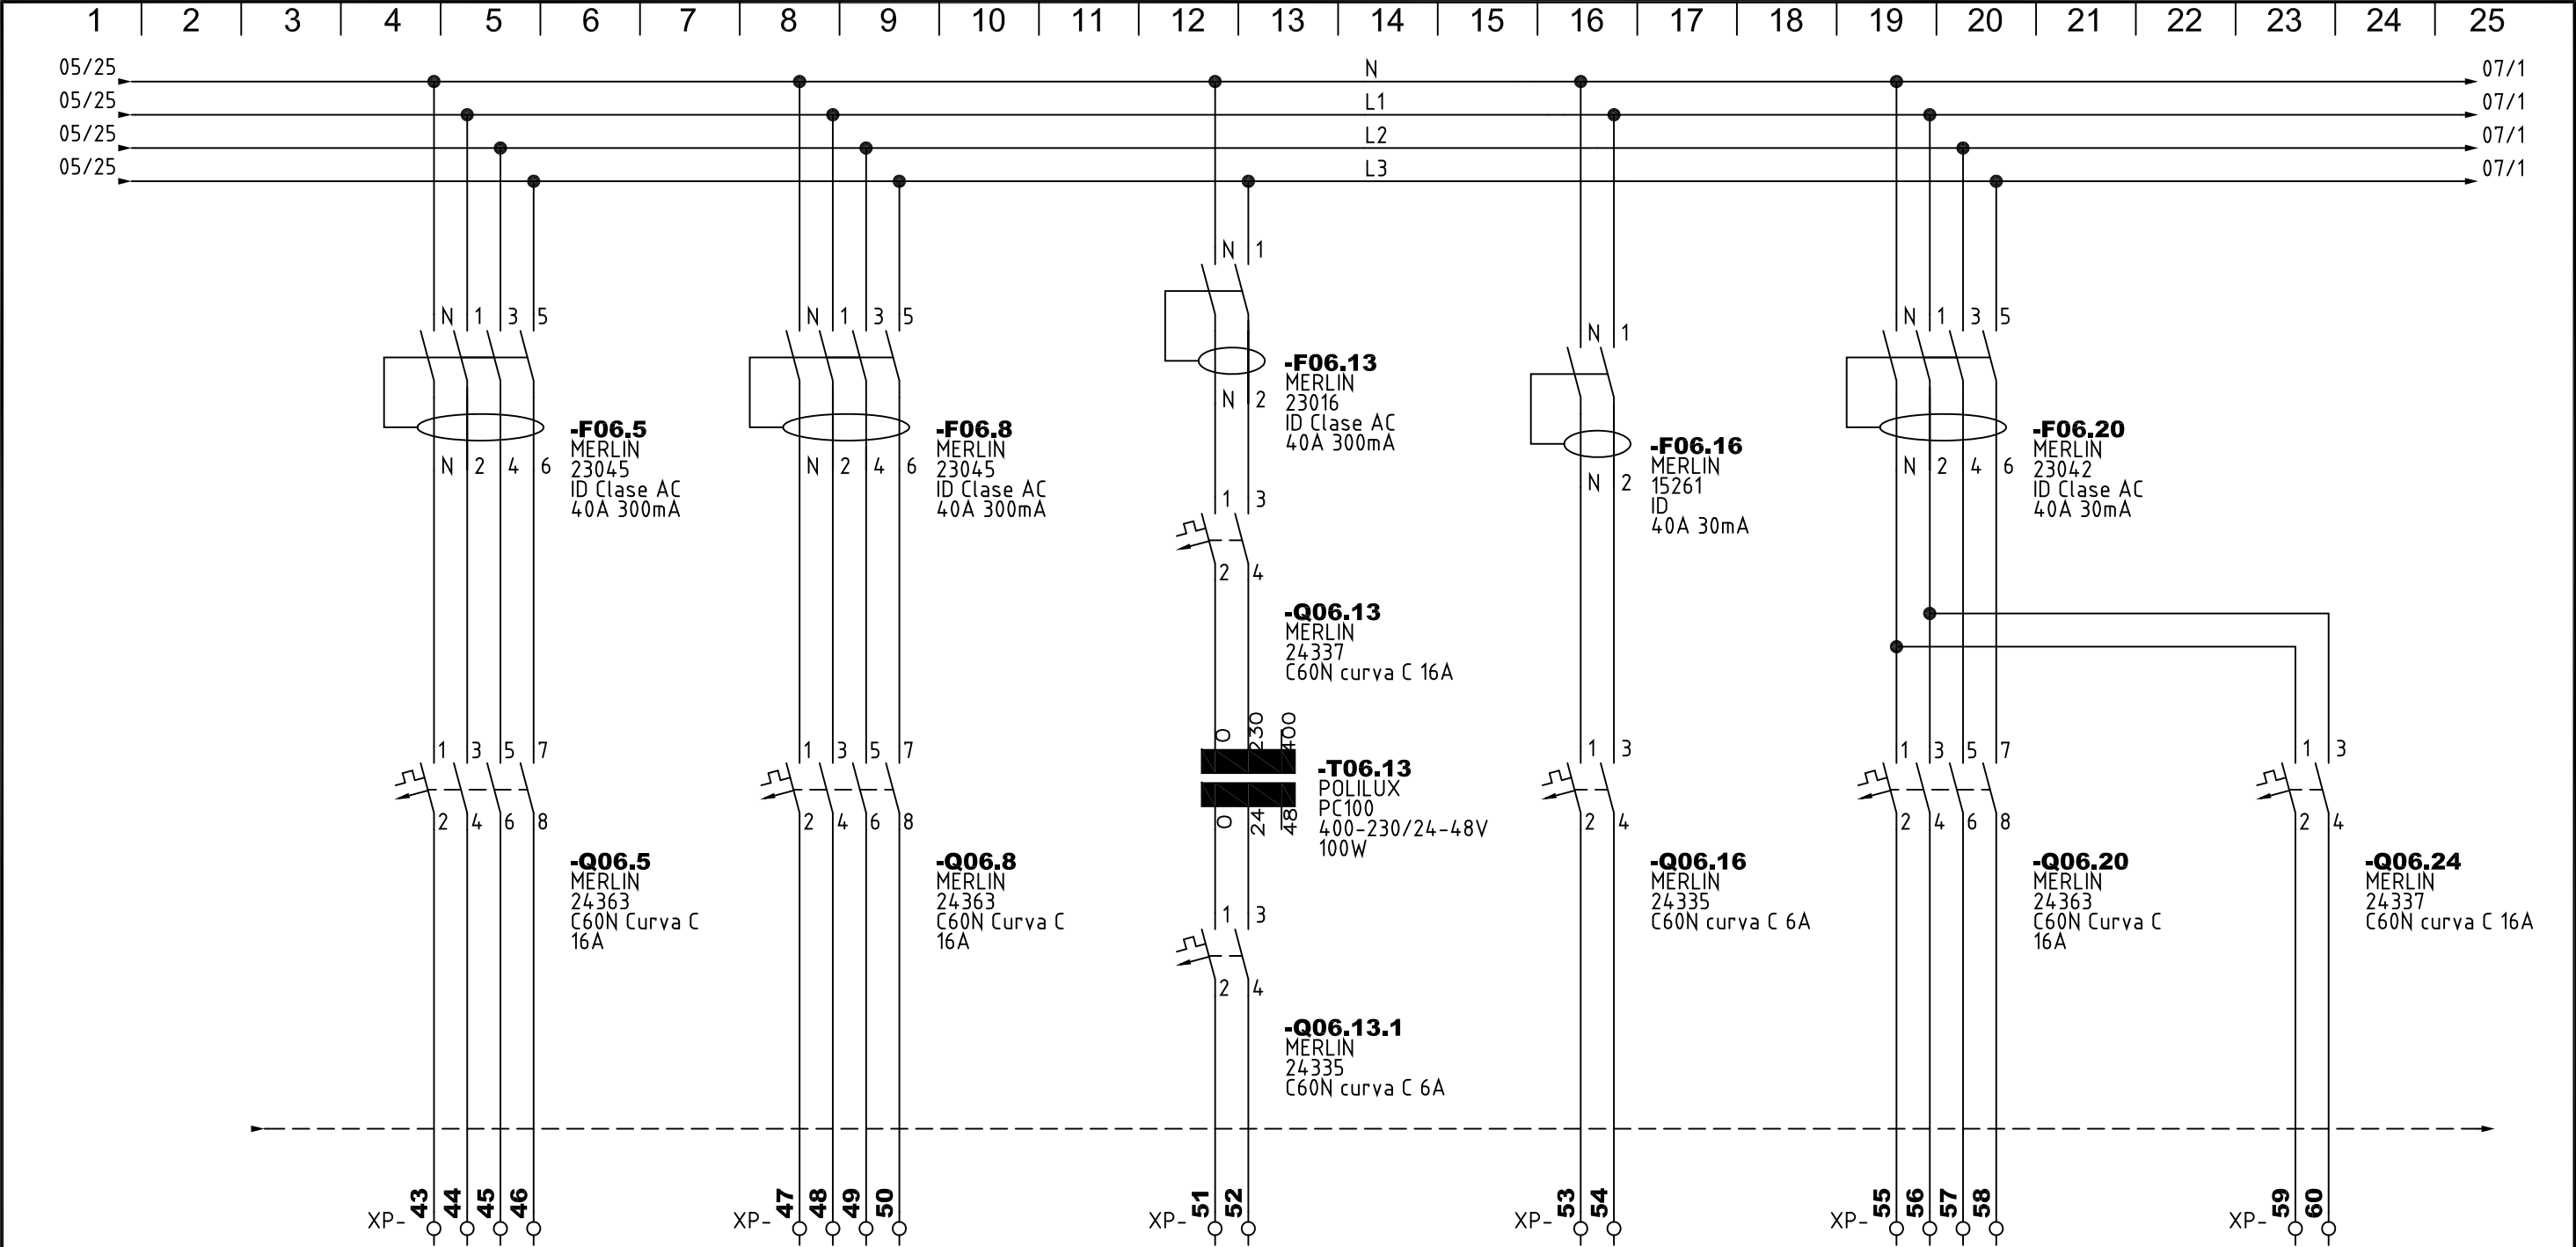 1 2 3 4 5 6 7 8 9 10 11 12 13 14 15 16 17 18 19 20 21 22 23 24 25
05/25 N 07/1
05/25 L1 07/1
05/25 L2 07/1
05/25 L3 07/1
N 1 3 5
N 2 4 6
-F06.5
MERLIN
23045
ID Clase AC
40A 300mA
1 3 5 7
2 4 6 8
-Q06.5
MERLIN
24363
C60N Curva C
16A
XP- 43 44 45 46
N 1 3 5
N 2 4 6
-F06.8
MERLIN
23045
ID Clase AC
40A 300mA
1 3 5 7
2 4 6 8
-Q06.8
MERLIN
24363
C60N Curva C
16A
XP- 47 48 49 50
N 1
N 2
-F06.13
MERLIN
23016
ID Clase AC
40A 300mA
1 3
2 4
-Q06.13
MERLIN
24337
C60N curva C 16A
0 230 400
0 24 48
-T06.13
POLILUX
PC100
400-230/24-48V
100W
1 3
2 4
-Q06.13.1
MERLIN
24335
C60N curva C 6A
XP- 51 52
N 1
N 2
-F06.16
MERLIN
15261
ID
40A 30mA
1 3
2 4
-Q06.16
MERLIN
24335
C60N curva C 6A
XP- 53 54
N 1 3 5
N 2 4 6
-F06.20
MERLIN
23042
ID Clase AC
40A 30mA
1 3 5 7
2 4 6 8
-Q06.20
MERLIN
24363
C60N Curva C
16A
XP- 55 56 57 58
1 3
2 4
-Q06.24
MERLIN
24337
C60N curva C 16A
XP- 59 60